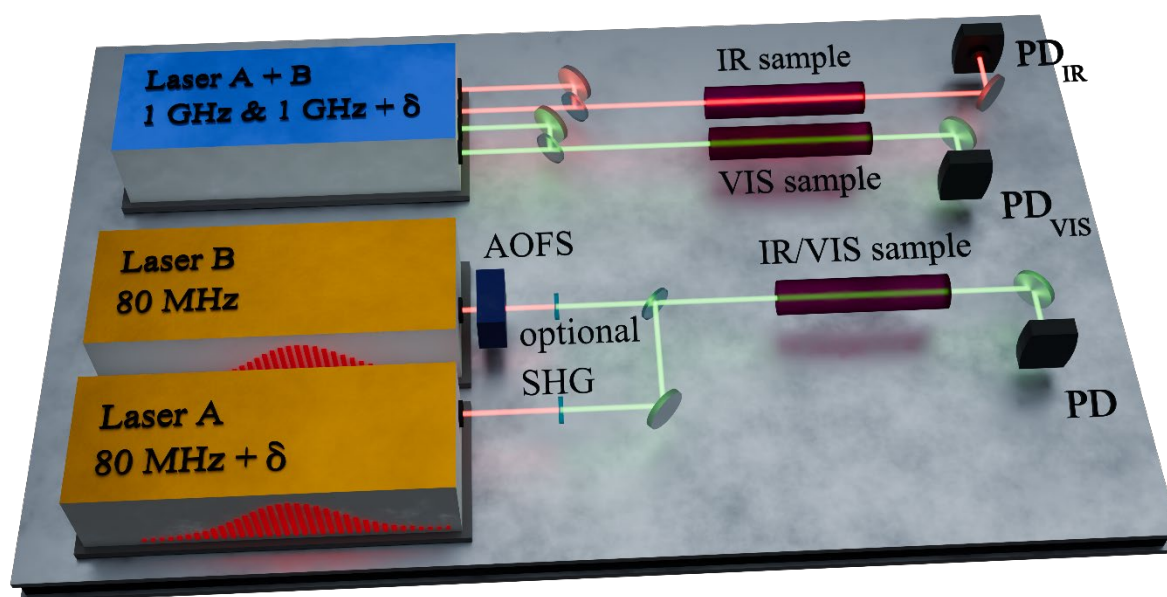 Laser A + B
1 GHz & 1 GHz + δ
IR sample
PD_IR
VIS sample
PD_VIS
Laser B
80 MHz
AOFS
optional
SHG
IR/VIS sample
PD
Laser A
80 MHz + δ